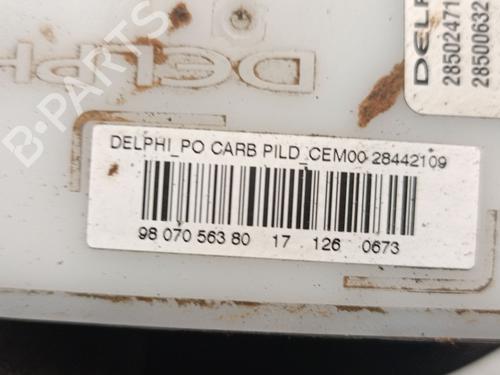 DELPHI
DELPHI_PO CARB PILD_CEM00 28442109
98 070 563 80 17 126 0673
28502471
28500632
B-PARTS